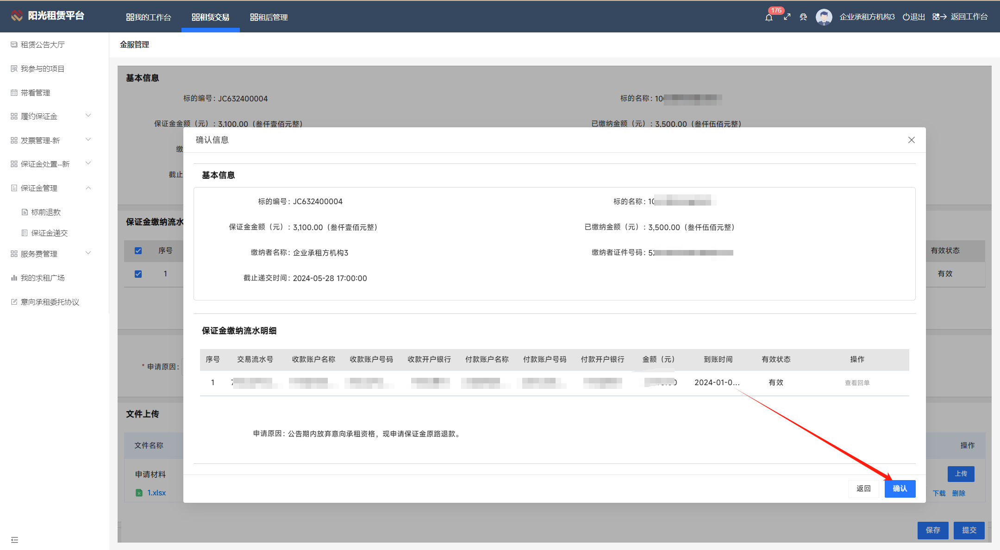 阳光租赁平台
我的工作台
租赁交易
租后管理
176
企业承租方机构3
退出
返回工作台
租赁公告大厅
我参与的项目
带看管理
履约保证金
发票管理-新
保证金处置--新
保证金管理
标前退款
保证金递交
服务费管理
我的求租广场
意向承租委托协议
金服管理
基本信息
标的编号: JC632400004
标的名称: 10
保证金金额（元）: 3,100.00（叁仟壹佰元整）
已缴纳金额（元）: 3,500.00（叁仟伍佰元整）
缴
截止
保证金缴纳流水
序号
有效状态
1
有效
* 申请原因:
文件上传
文件名称
操作
申请材料
上传
1.xlsx
下载 删除
保存
提交
确认信息
基本信息
标的编号: JC632400004
标的名称: 10
保证金金额（元）: 3,100.00（叁仟壹佰元整）
已缴纳金额（元）: 3,500.00（叁仟伍佰元整）
缴纳者名称: 企业承租方机构3
缴纳者证件号码: 52
截止递交时间: 2024-05-28 17:00:00
保证金缴纳流水明细
序号 交易流水号 收款账户名称 收款账户号码 收款开户银行 付款账户名称 付款账户号码 付款开户银行 金额（元） 到账时间 有效状态 操作
1 7 2024-01-0... 有效 查看回单
申请原因: 公告期内放弃意向承租资格，现申请保证金原路退款。
返回
确认